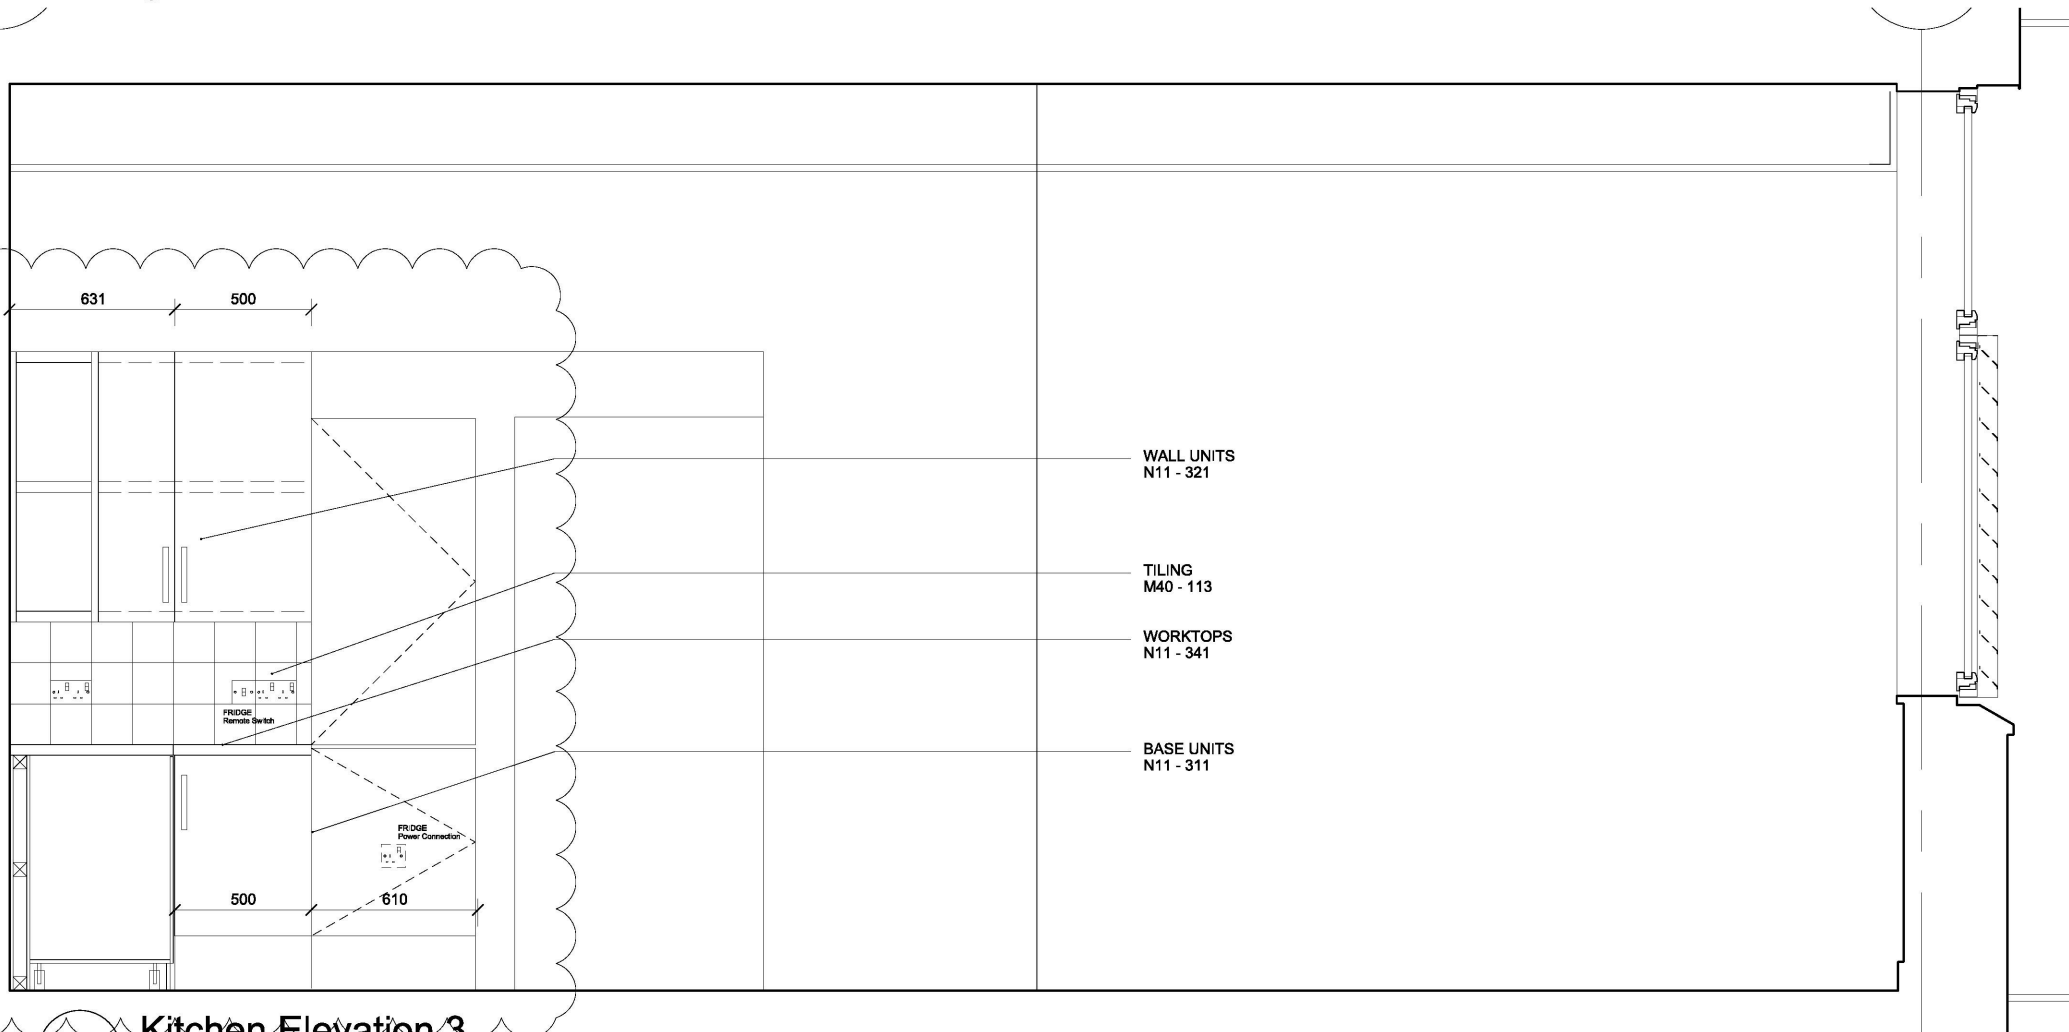 631
500
WALL UNITS
N11 - 321
TILING
M40 - 113
WORKTOPS
N11 - 341
FRIDGE
Remote Switch
BASE UNITS
N11 - 311
FRIDGE
Power Connection
500
610
Kitchen Elevation 3